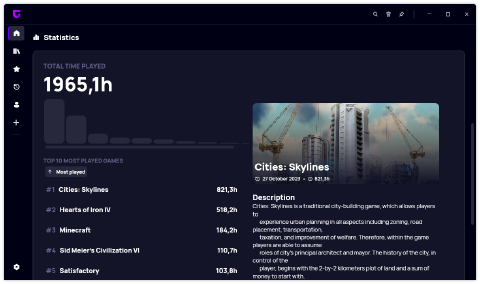 Statistics
TOTAL TIME PLAYED
1965,1h
TOP 10 MOST PLAYED GAMES
Most played
#1 Cities: Skylines 821,3h
#2 Hearts of Iron IV 518,2h
#3 Minecraft 184,2h
#4 Sid Meier's Civilization VI 110,7h
#5 Satisfactory 103,8h
Cities: Skylines
27 October 2023 • 821,3h
Description
Cities: Skylines is a traditional city-building game, which allows players
to
experience urban planning in all aspects including zoning, road
placement, transportation,
taxation, and improvement of welfare. Therefore, within the game
players are able to assume
roles of city's principal architect and mayor. The history of the city, in
control of the
player, begins with the 2-by-2 kilometers plot of land and a sum of
money to start with.